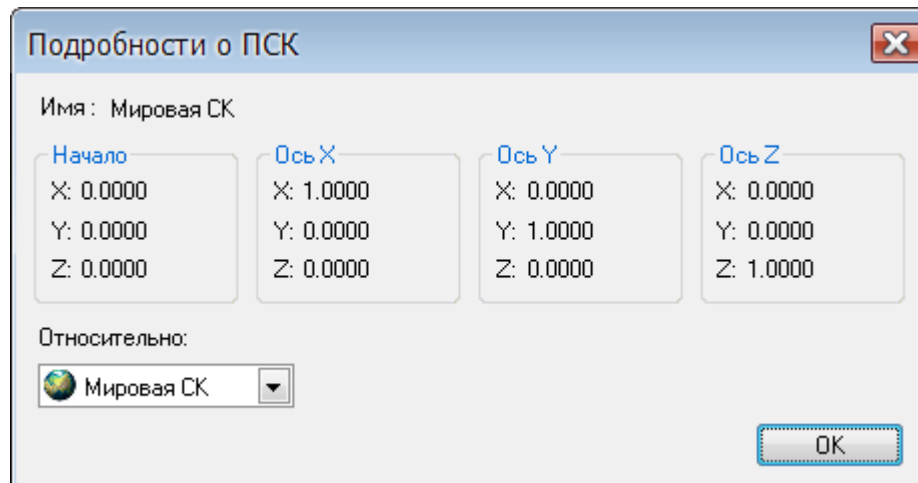 Подробности о ПСК
Имя : Мировая СК
Начало
X: 0.0000
Y: 0.0000
Z: 0.0000
Ось X
X: 1.0000
Y: 0.0000
Z: 0.0000
Ось Y
X: 0.0000
Y: 1.0000
Z: 0.0000
Ось Z
X: 0.0000
Y: 0.0000
Z: 1.0000
Относительно:
Мировая СК
OK